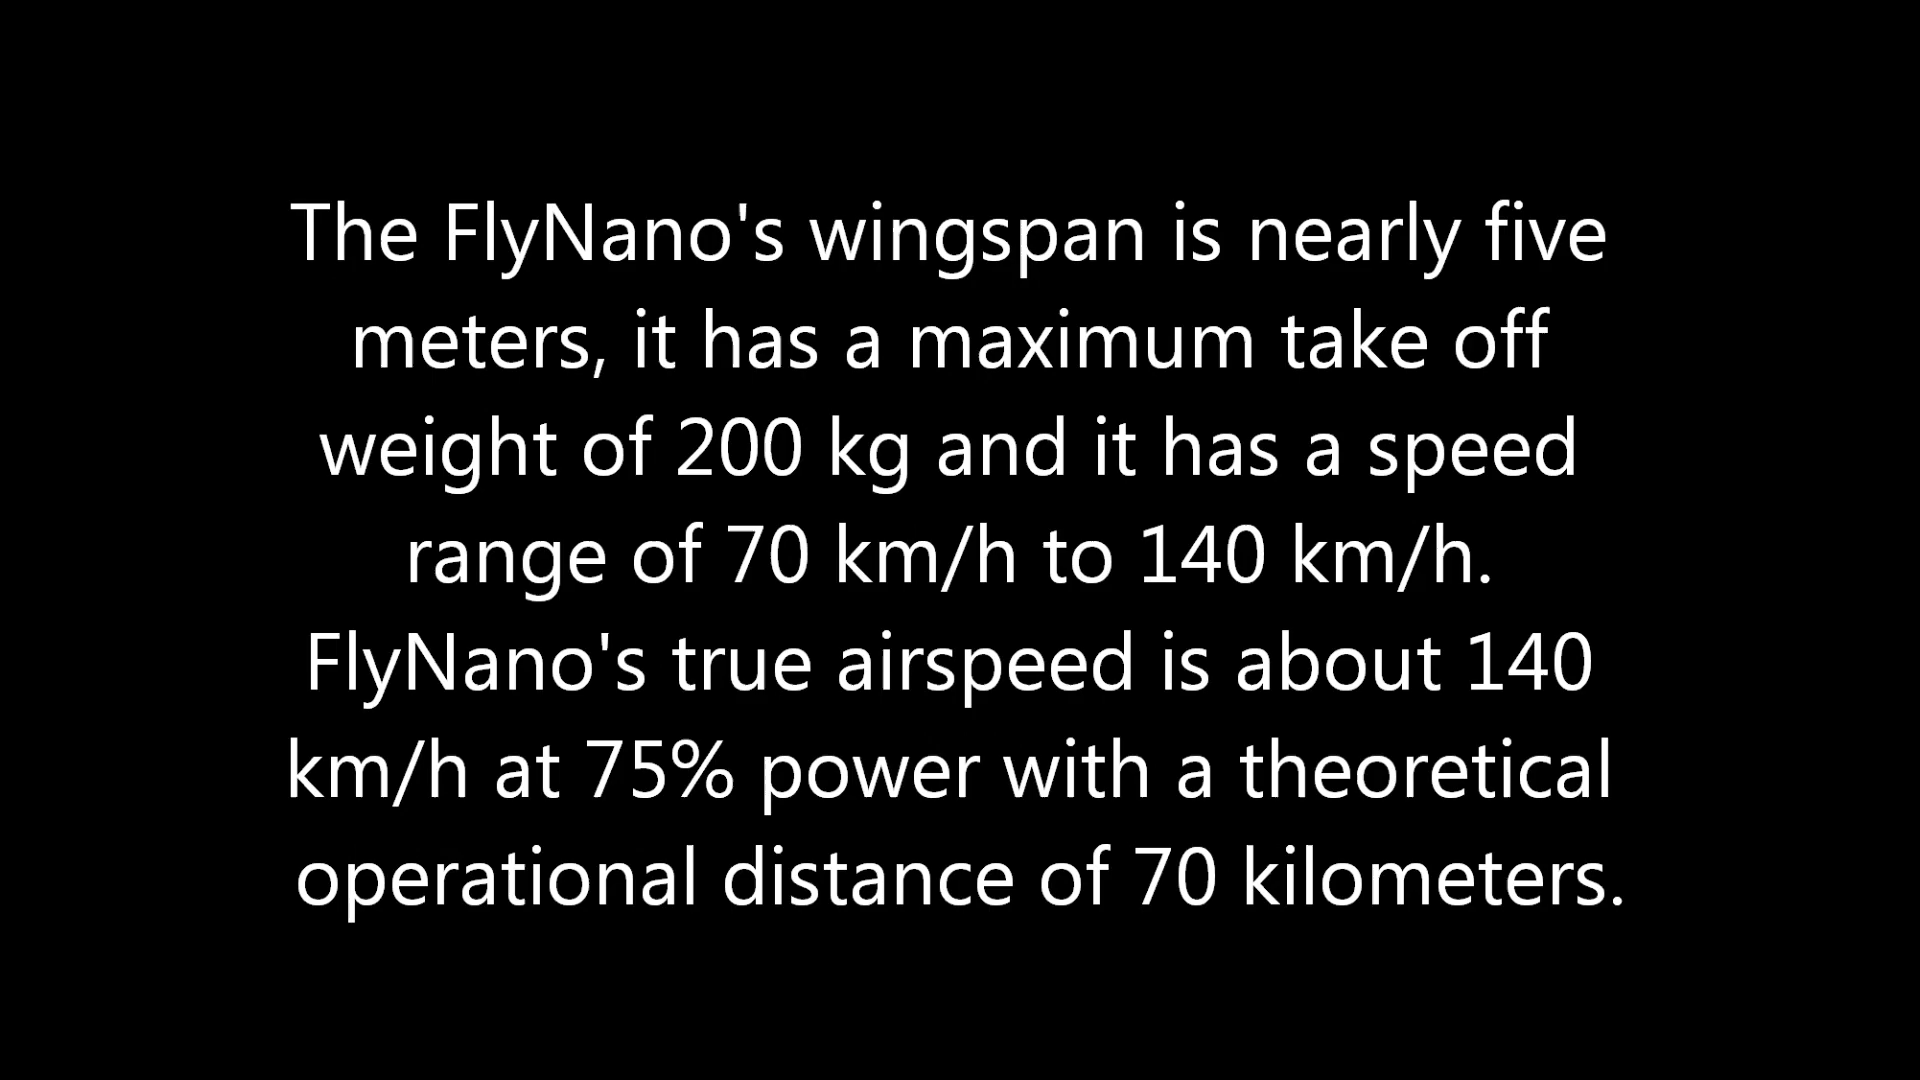 The FlyNano's wingspan is nearly five
meters, it has a maximum take off
weight of 200 kg and it has a speed
range of 70 km/h to 140 km/h.
FlyNano's true airspeed is about 140
km/h at 75% power with a theoretical
operational distance of 70 kilometers.